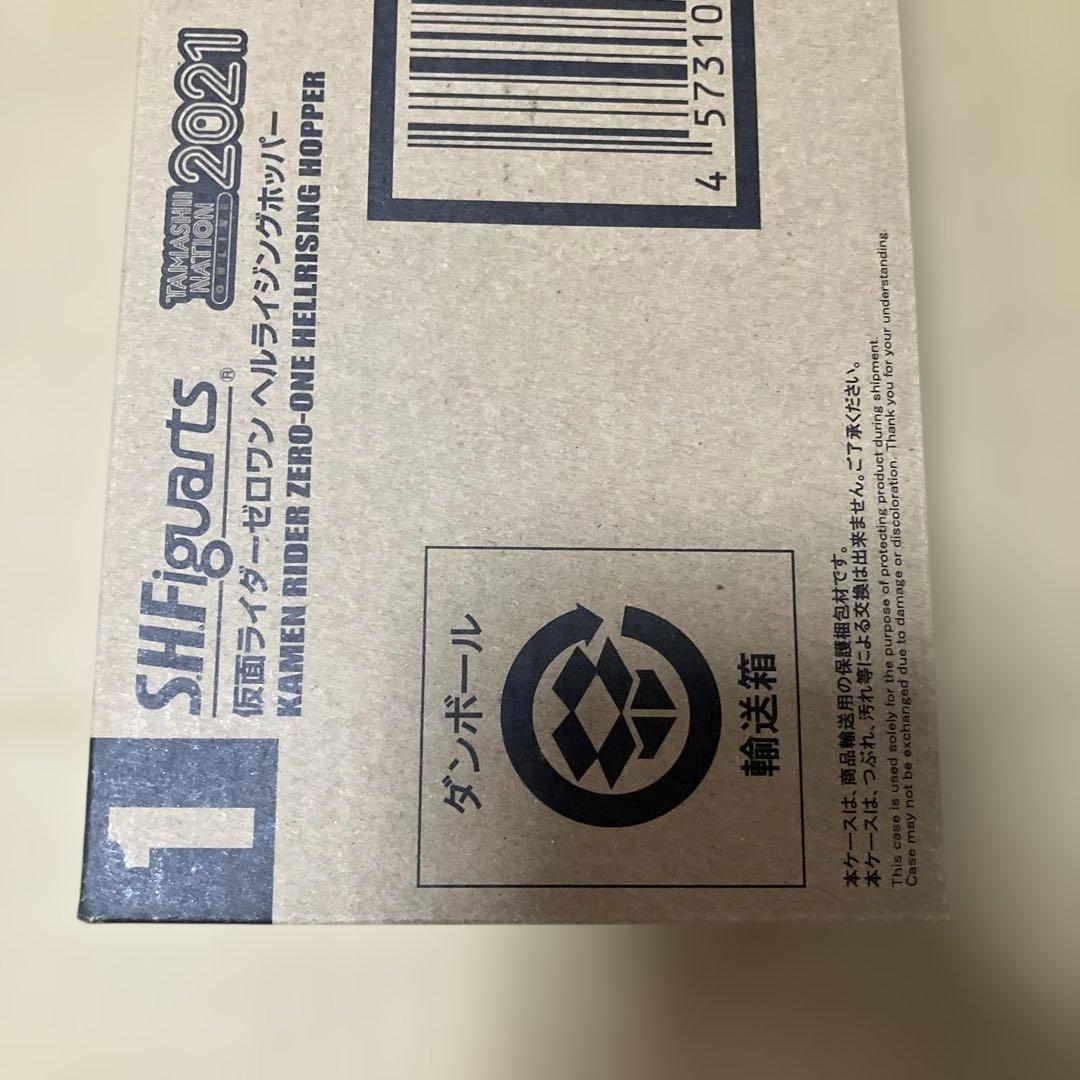 1
S.H.Figuarts®
TAMASHII
NATION
ONLINE
2021
仮面ライダーゼロワン ヘルライジングホッパー
KAMEN RIDER ZERO-ONE HELLRISING HOPPER
4 57310
ダンボール
輸送箱
本ケースは、商品輸送用の保護梱包材です。
本ケースは、つぶれ、汚れ等による交換は出来ません。ご了承ください。
This case is used solely for the purpose of protecting product during shipment.
Case may not be exchanged due to damage or discoloration. Thank you for your understanding.